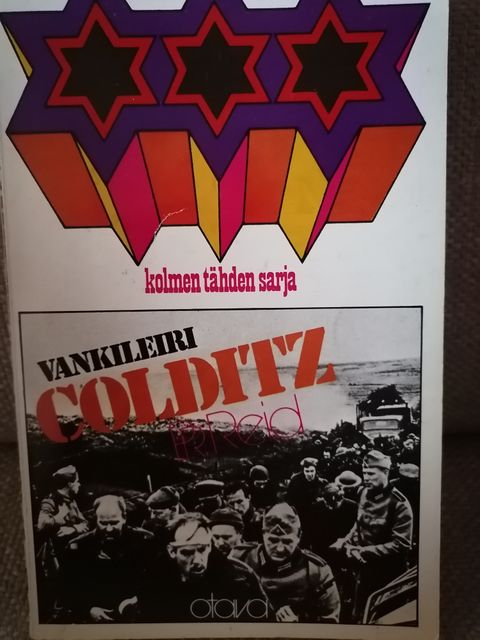 kolmen tähden sarja
VANKILEIRI
COLDITZ
P.R. Reid
otava